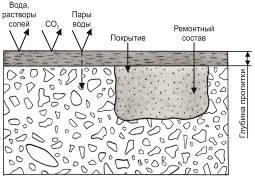 Вода,
растворы
солей
CO₂
Пары
воды
Покрытие
Ремонтный
состав
Глубина пропитки